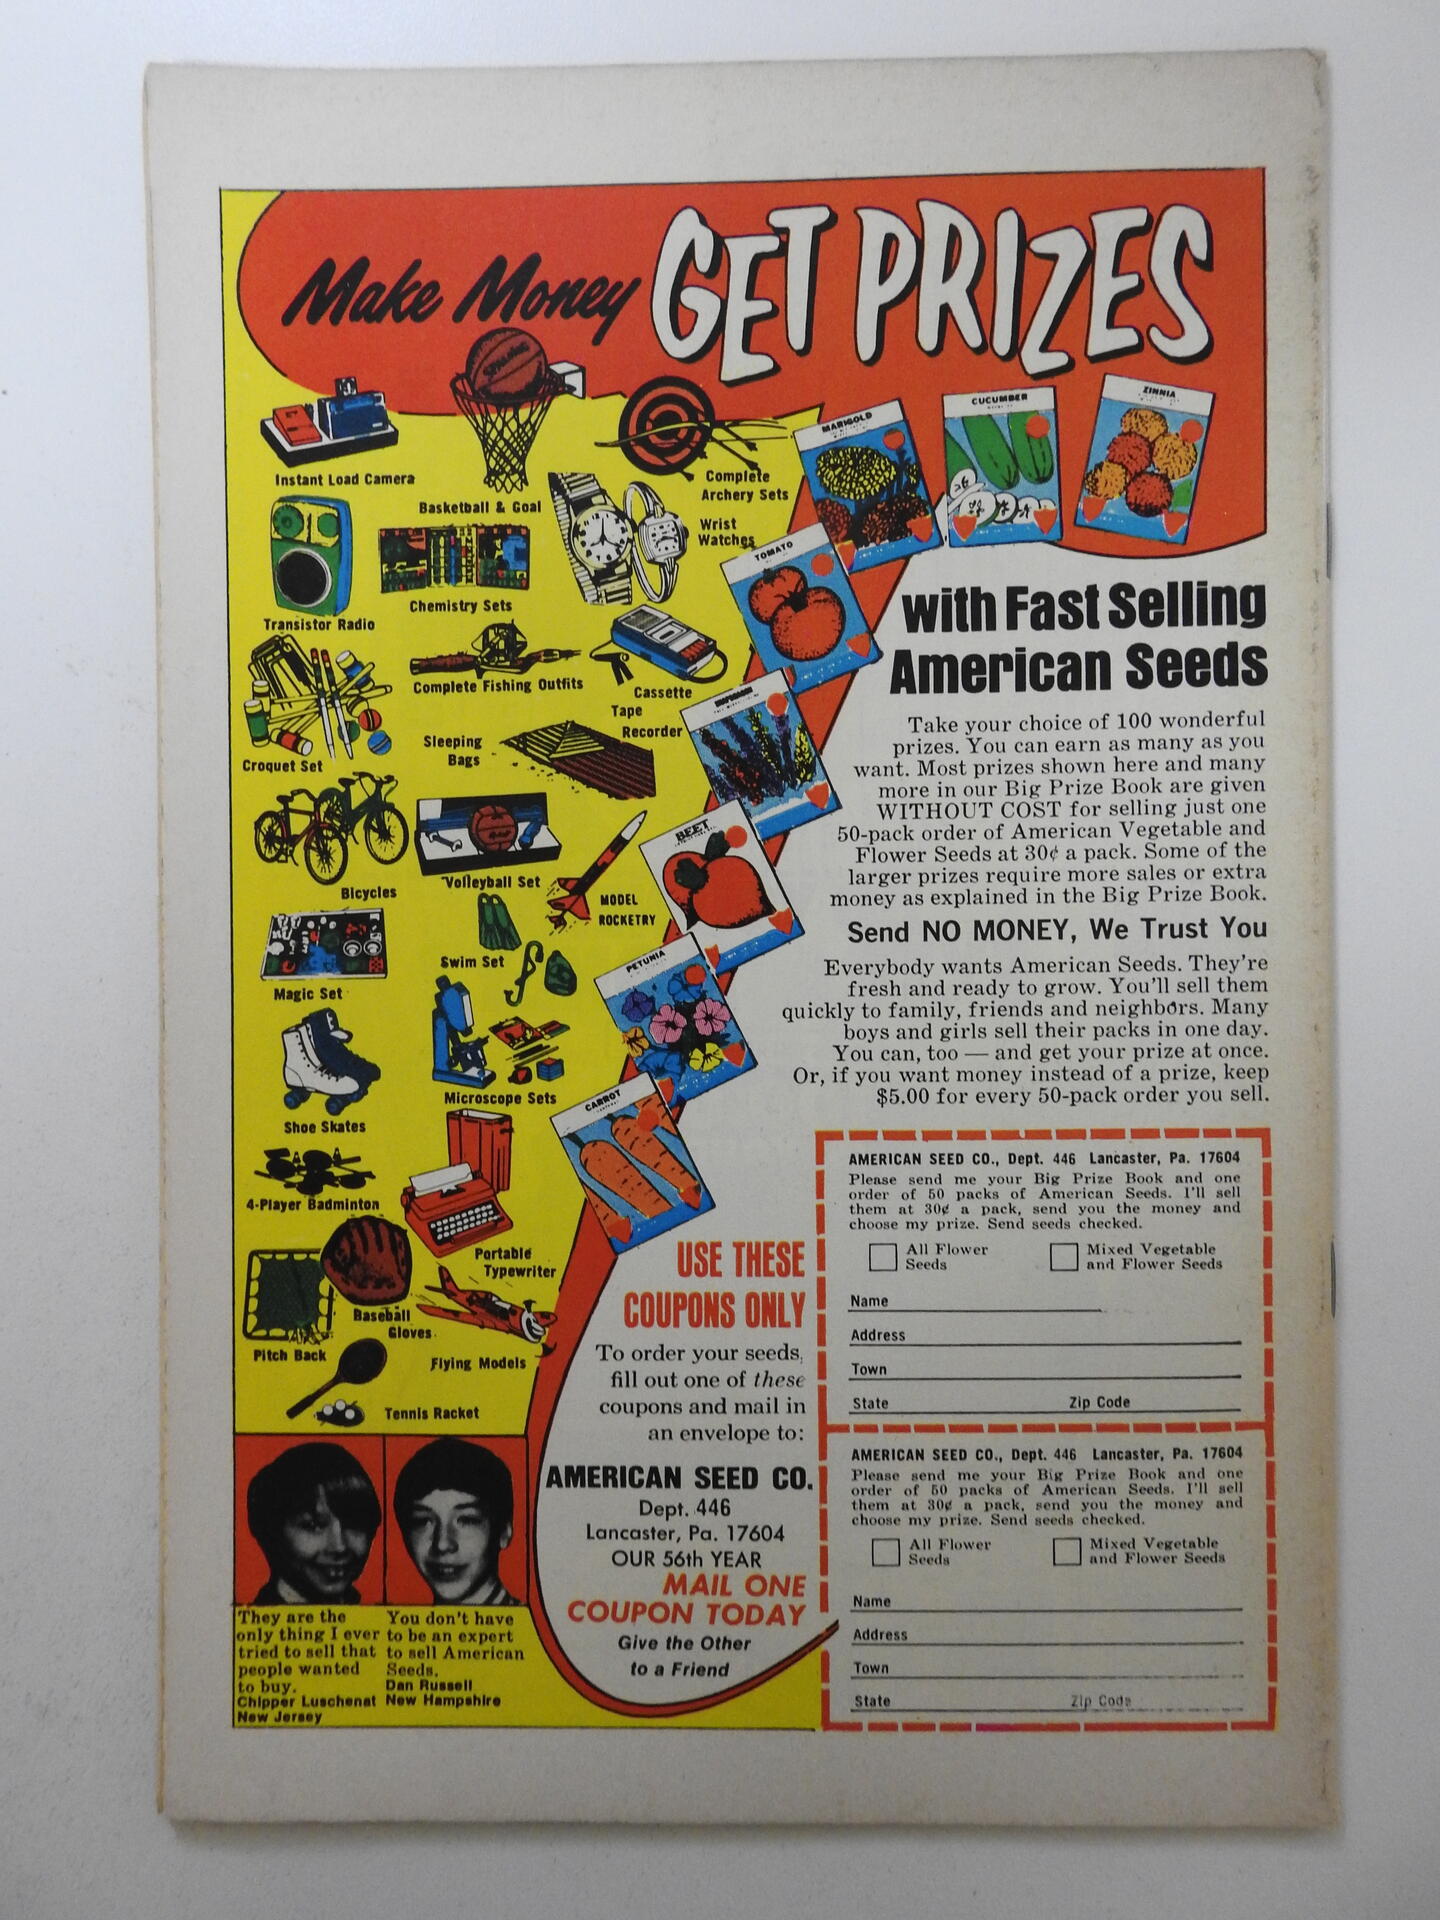 Make Money GET PRIZES
SPALDING
Instant Load Camera
Basketball & Goal
Complete
Archery Sets
Wrist
Watches
Transistor Radio
Chemistry Sets
Complete Fishing Outfits
Cassette
Tape
Recorder
Croquet Set
Sleeping
Bags
Bicycles
Volleyball Set
MODEL
ROCKETRY
Magic Set
Swim Set
Shoe Skates
Microscope Sets
4-Player Badminton
Portable
Typewriter
Pitch Back
Baseball
Gloves
Flying Models
Tennis Racket
MARIGOLD
CUCUMBER
ZINNIA
TOMATO
BEET
PETUNIA
CARROT
with Fast Selling
American Seeds
Take your choice of 100 wonderful
prizes. You can earn as many as you
want. Most prizes shown here and many
more in our Big Prize Book are given
WITHOUT COST for selling just one
50-pack order of American Vegetable and
Flower Seeds at 30¢ a pack. Some of the
larger prizes require more sales or extra
money as explained in the Big Prize Book.
Send NO MONEY, We Trust You
Everybody wants American Seeds. They're
fresh and ready to grow. You'll sell them
quickly to family, friends and neighbors. Many
boys and girls sell their packs in one day.
You can, too — and get your prize at once.
Or, if you want money instead of a prize, keep
$5.00 for every 50-pack order you sell.
USE THESE
COUPONS ONLY
To order your seeds,
fill out one of these
coupons and mail in
an envelope to:
AMERICAN SEED CO.
Dept. 446
Lancaster, Pa. 17604
OUR 56th YEAR
MAIL ONE
COUPON TODAY
Give the Other
to a Friend
AMERICAN SEED CO., Dept. 446 Lancaster, Pa. 17604
Please send me your Big Prize Book and one
order of 50 packs of American Seeds. I'll sell
them at 30¢ a pack, send you the money and
choose my prize. Send seeds checked.
All Flower
Seeds
Mixed Vegetable
and Flower Seeds
Name
Address
Town
State Zip Code
AMERICAN SEED CO., Dept. 446 Lancaster, Pa. 17604
Please send me your Big Prize Book and one
order of 50 packs of American Seeds. I'll sell
them at 30¢ a pack, send you the money and
choose my prize. Send seeds checked.
All Flower
Seeds
Mixed Vegetable
and Flower Seeds
Name
Address
Town
State Zip Code
They are the
only thing I ever
tried to sell that
people wanted
to buy.
Chipper Luschenat
New Jersey
You don't have
to be an expert
to sell American
Seeds.
Dan Russell
New Hampshire